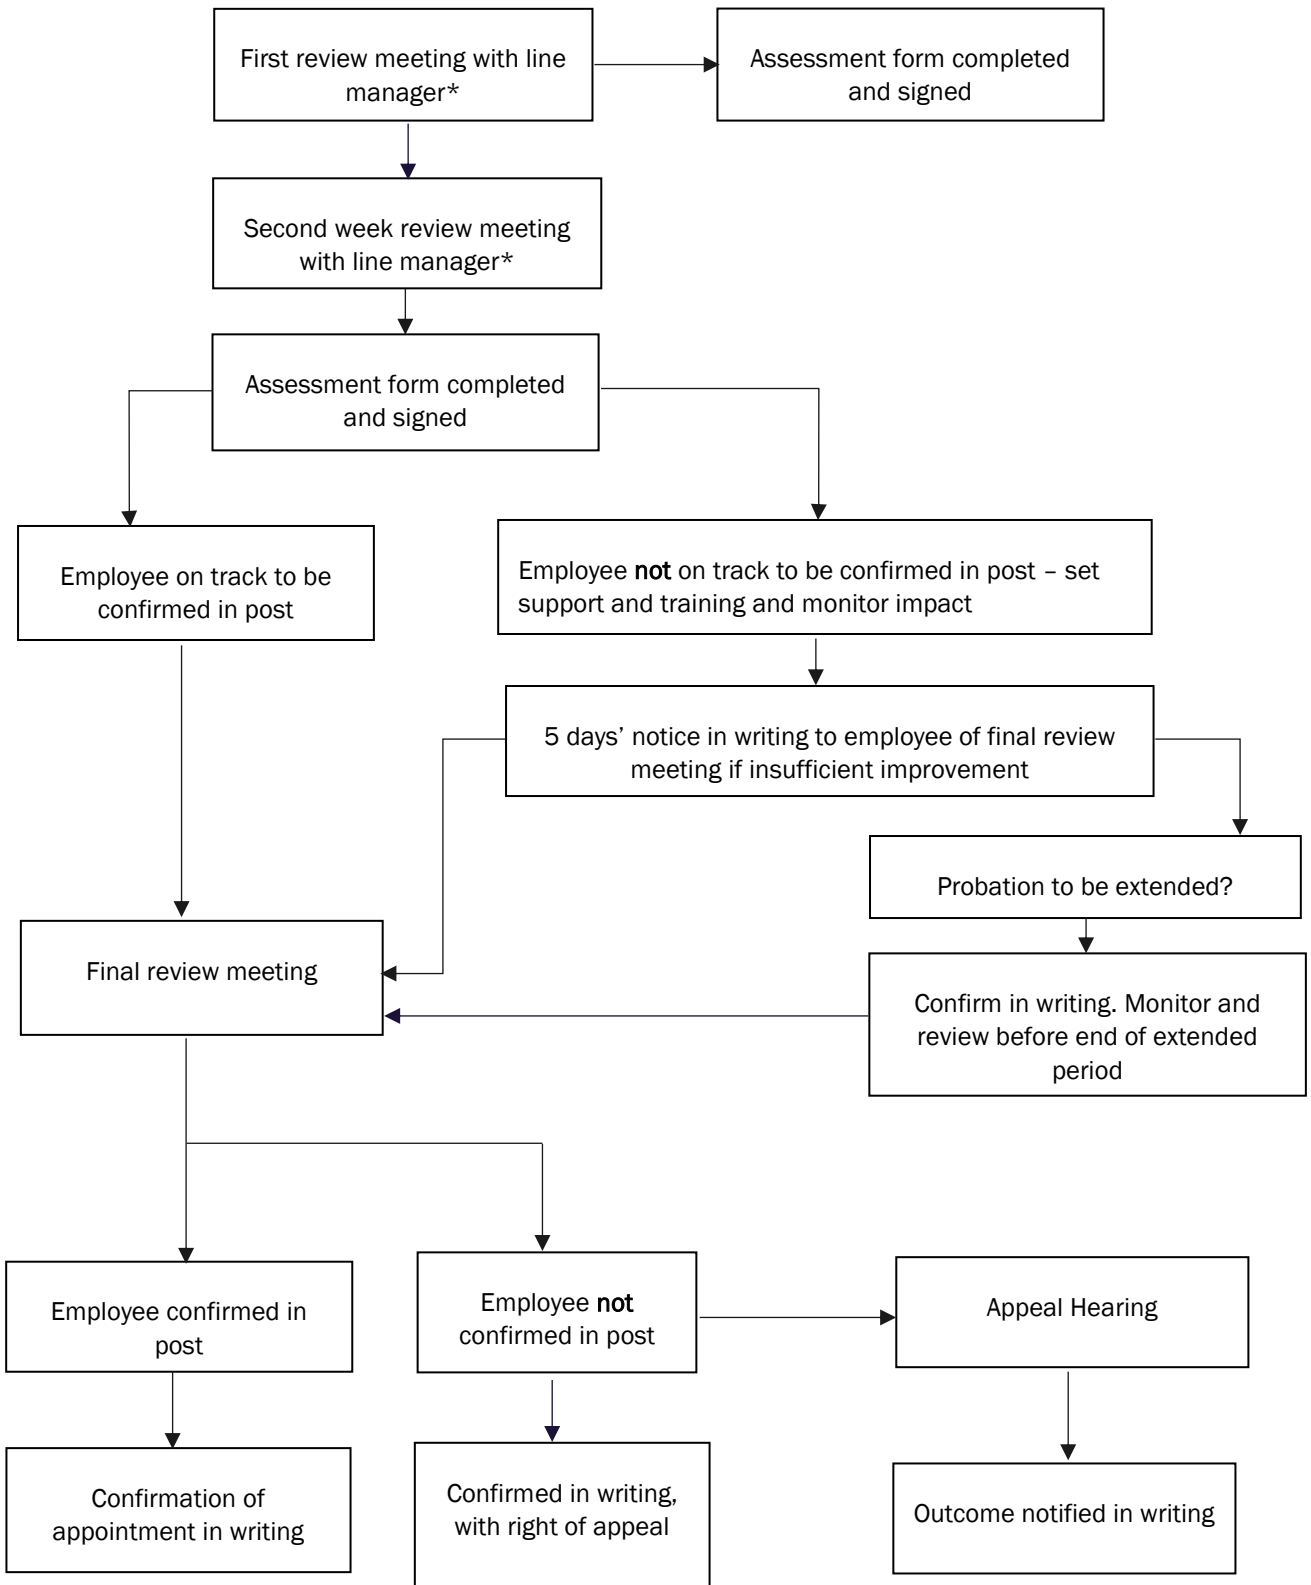 First review meeting with line
manager*
Assessment form completed
and signed
Second week review meeting
with line manager*
Assessment form completed
and signed
Employee on track to be
confirmed in post
Employee not on track to be confirmed in post – set
support and training and monitor impact
5 days’ notice in writing to employee of final review
meeting if insufficient improvement
Probation to be extended?
Final review meeting
Confirm in writing. Monitor and
review before end of extended
period
Employee confirmed in
post
Employee not
confirmed in post
Appeal Hearing
Confirmation of
appointment in writing
Confirmed in writing,
with right of appeal
Outcome notified in writing